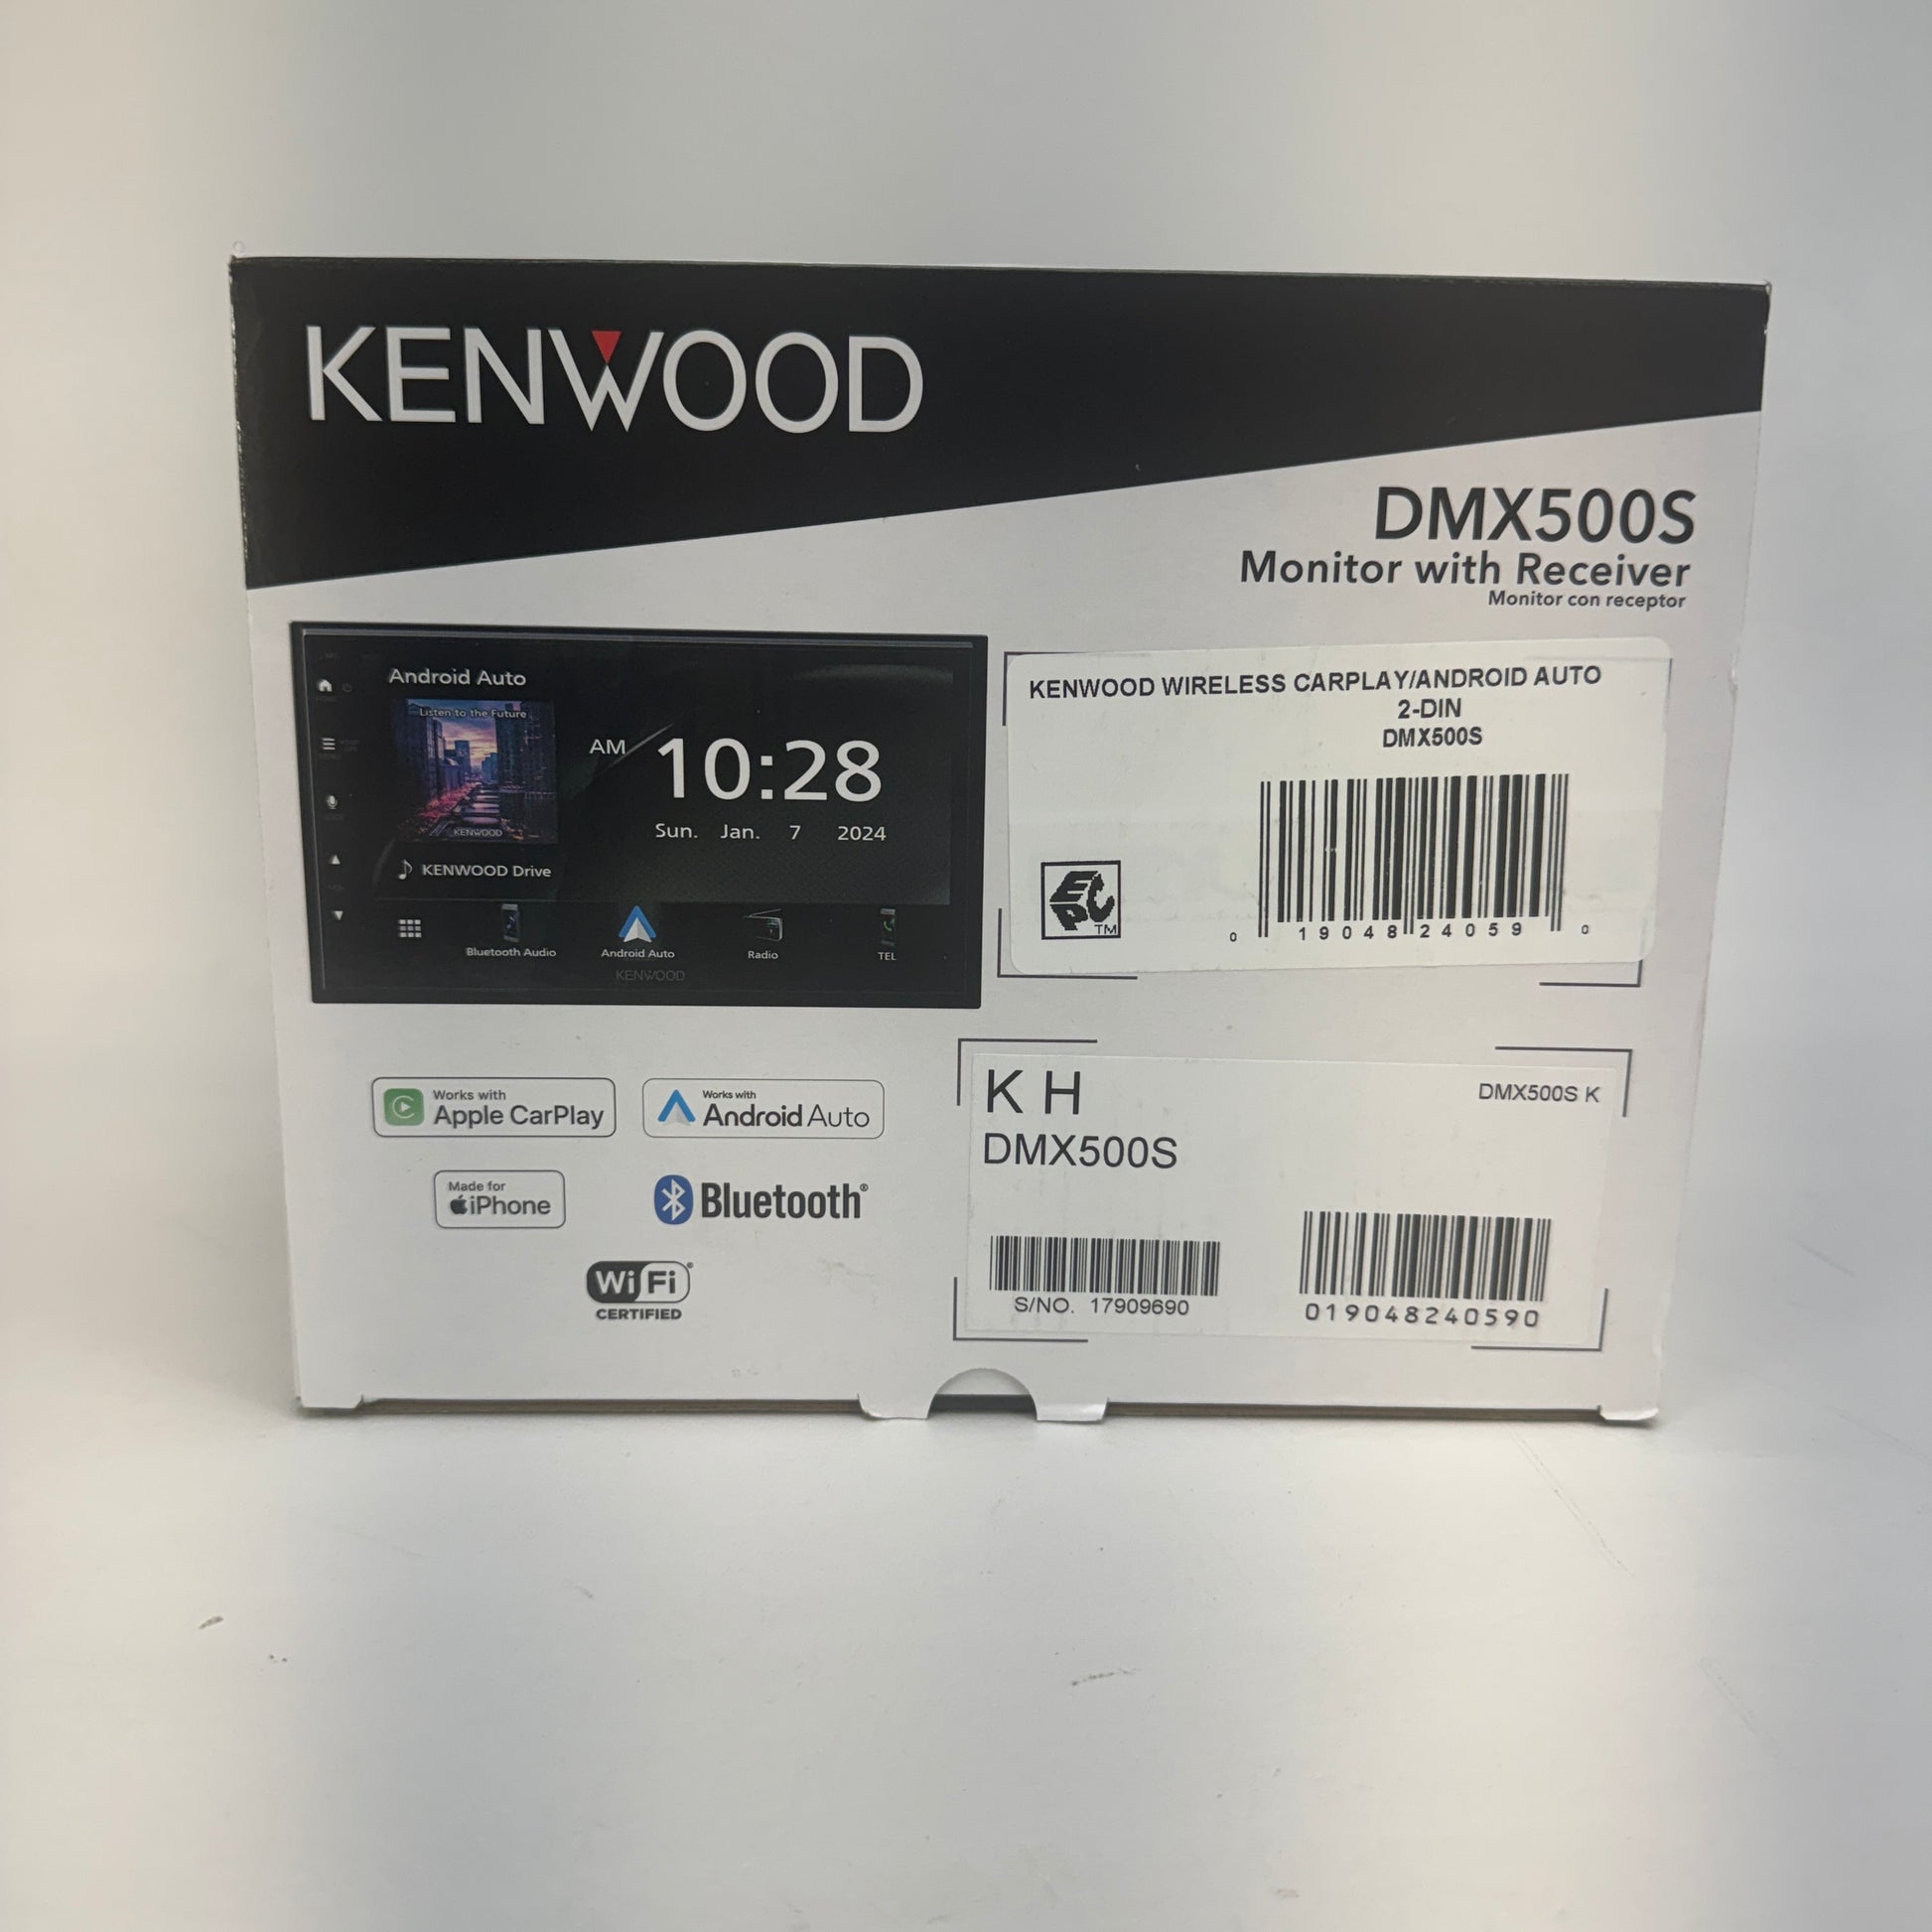 KENWOOD
DMX500S
Monitor with Receiver
Monitor con receptor
Android Auto
Listen to the Future
KENWOOD
KENWOOD Drive
AM 10:28
Sun. Jan. 7 2024
Bluetooth Audio
Android Auto
Radio
TEL
KENWOOD
KENWOOD WIRELESS CARPLAY/ANDROID AUTO
2-DIN
DMX500S
EPC TM
0 19048 24059 0
Works with
Apple CarPlay
Works with
Android Auto
Made for
iPhone
Bluetooth®
Wi Fi®
CERTIFIED
K H
DMX500S K
DMX500S
S/NO. 17909690
019048240590